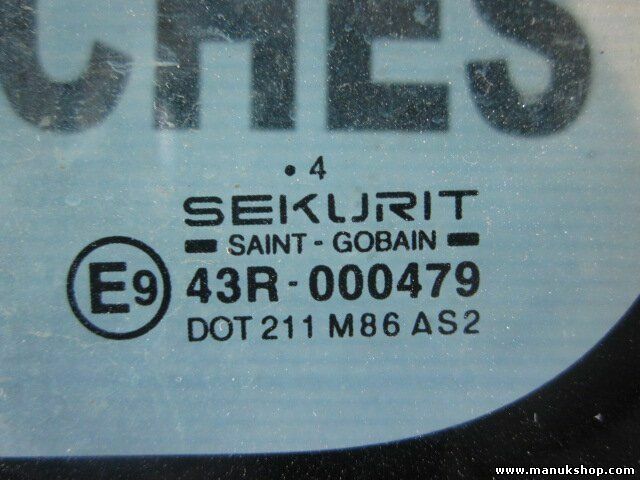 CHES
• 4
SEKURIT
SAINT - GOBAIN
E9 43R - 000479
DOT 211 M86 AS2
www.manukshop.com